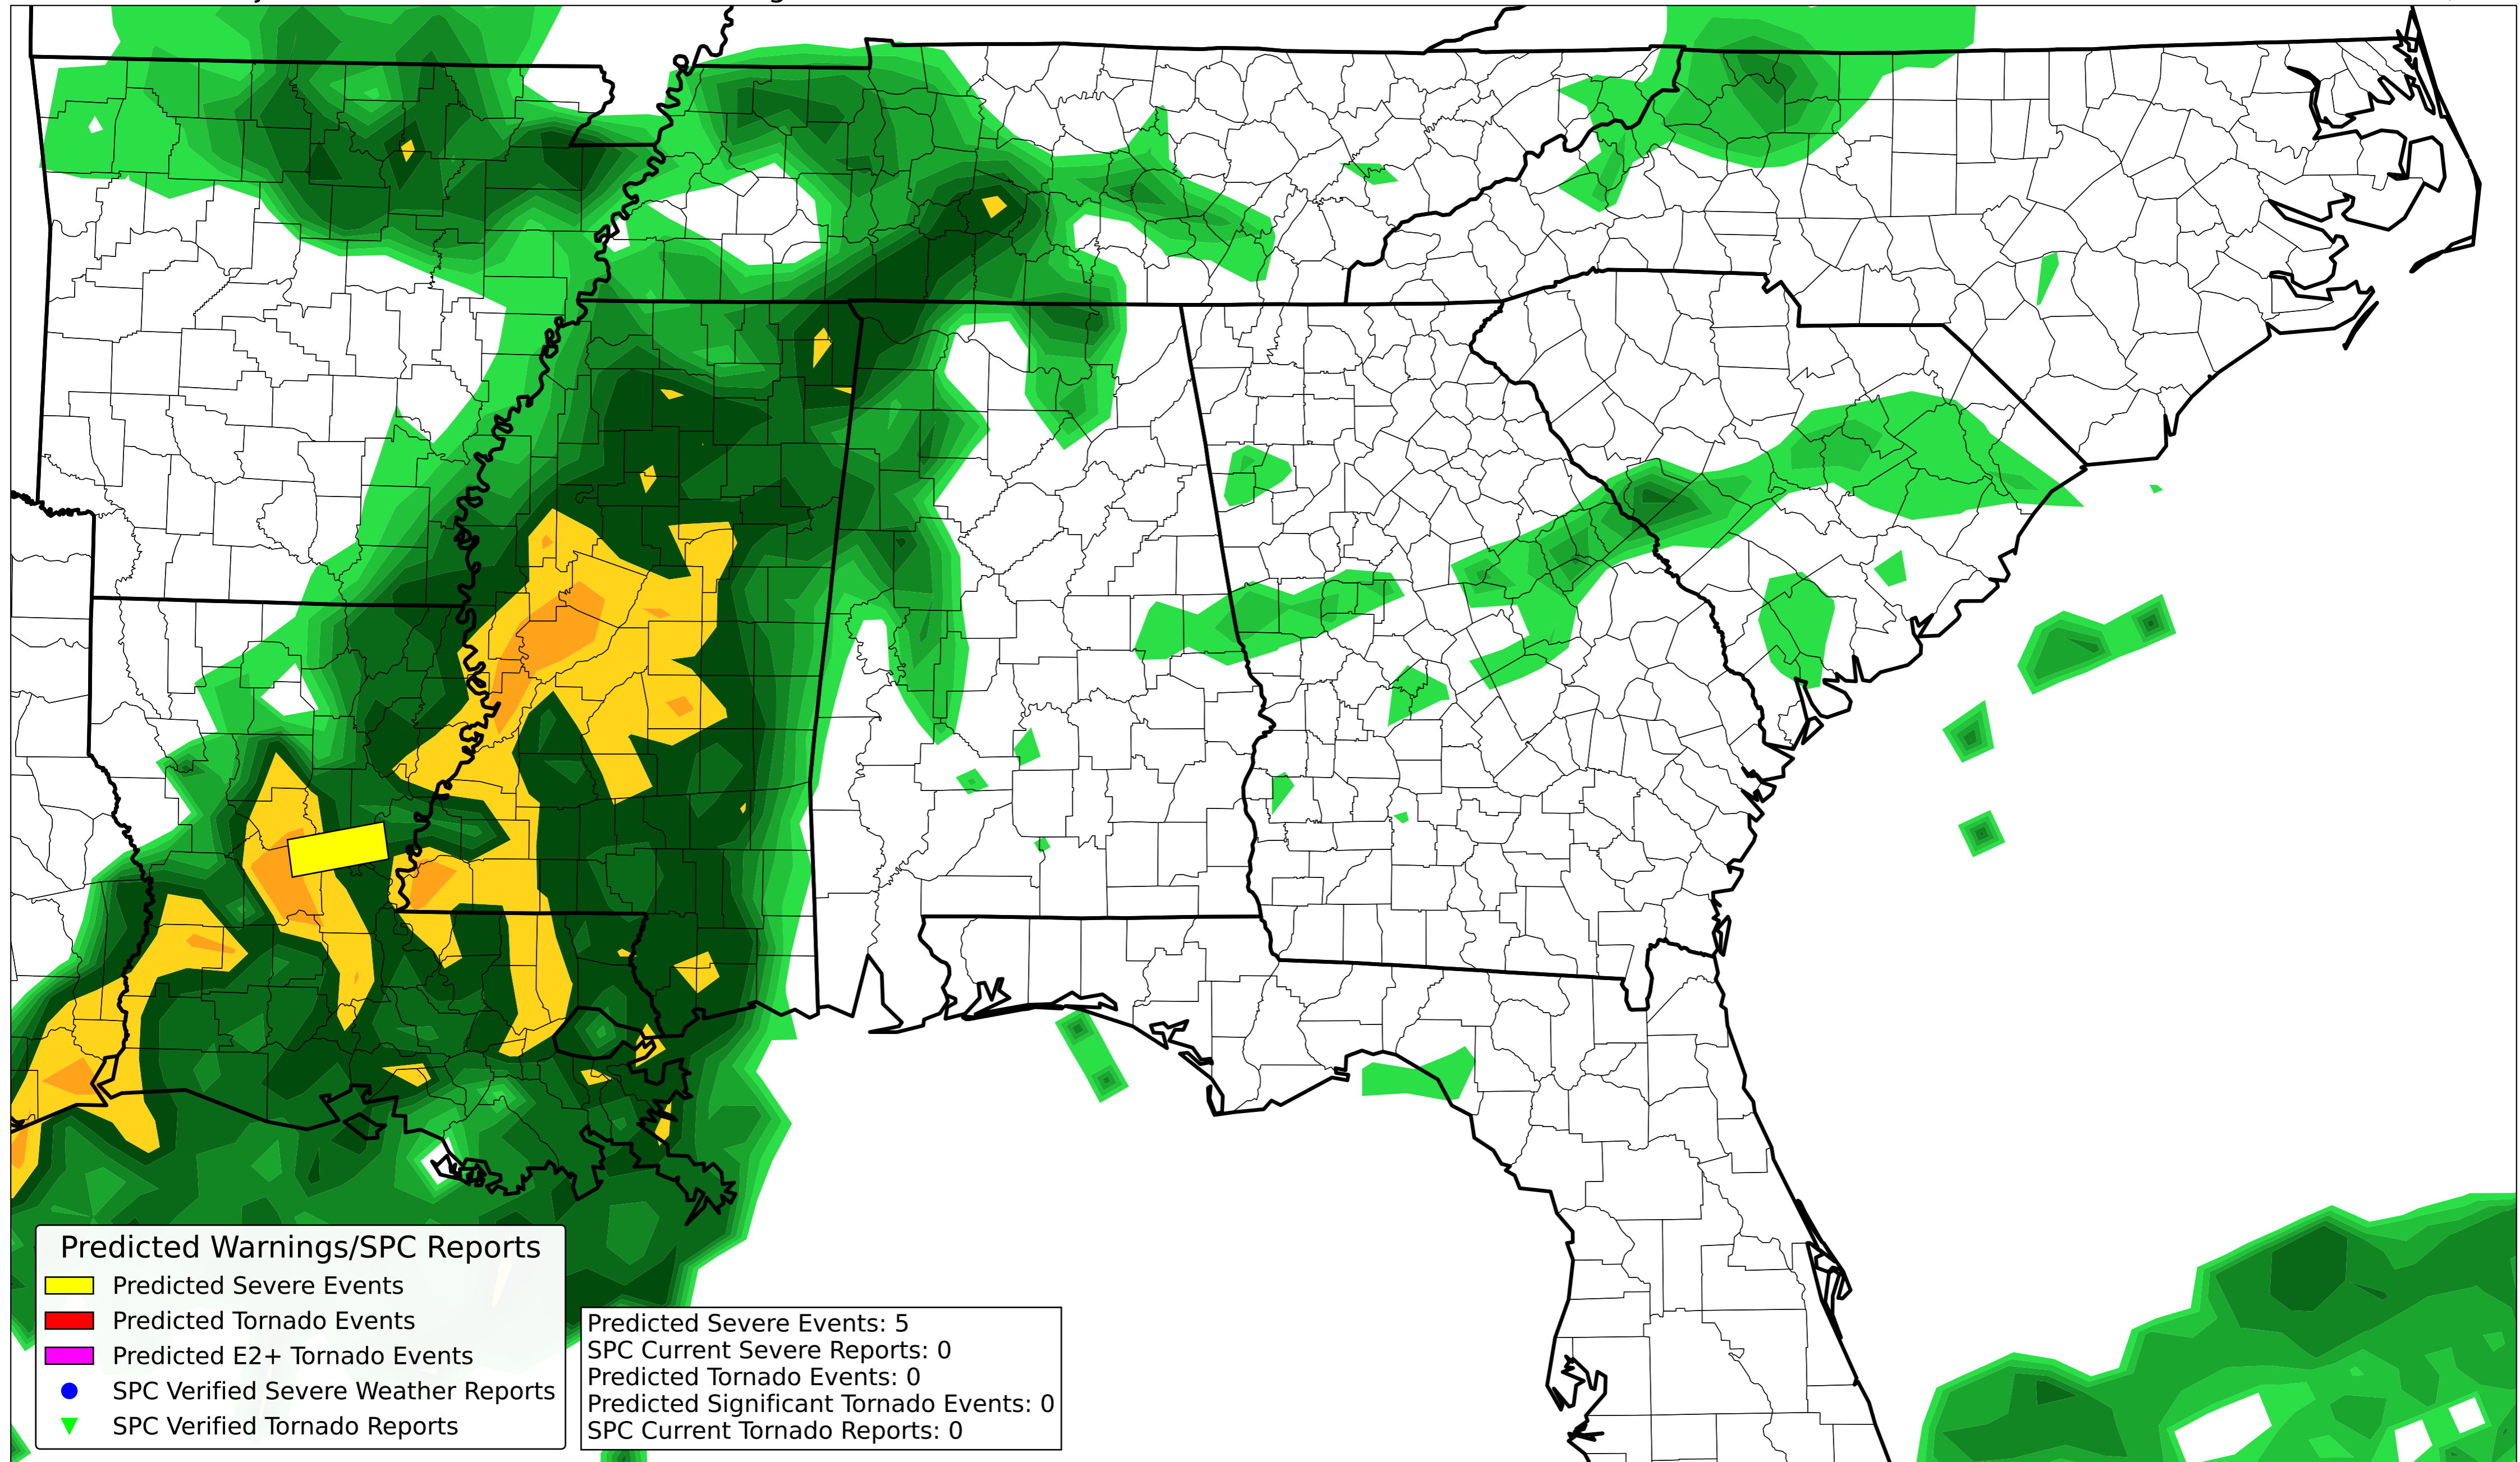 Predicted Warnings/SPC Reports
Predicted Severe Events
Predicted Tornado Events
Predicted E2+ Tornado Events
SPC Verified Severe Weather Reports
SPC Verified Tornado Reports
Predicted Severe Events: 5
SPC Current Severe Reports: 0
Predicted Tornado Events: 0
Predicted Significant Tornado Events: 0
SPC Current Tornado Reports: 0